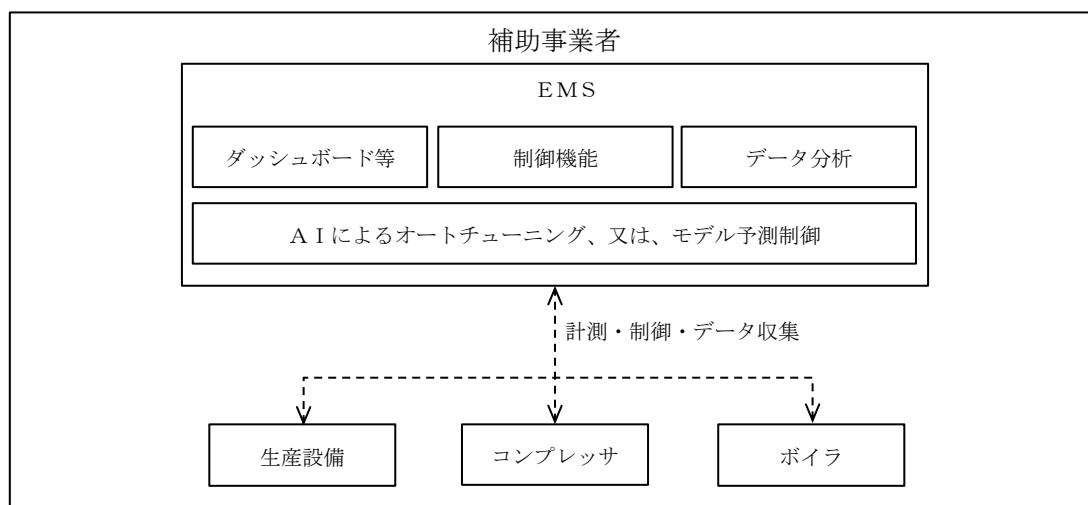 補助事業者
ＥＭＳ
ダッシュボード等
制御機能
データ分析
ＡＩによるオートチューニング、又は、モデル予測制御
計測・制御・データ収集
生産設備
コンプレッサ
ボイラ